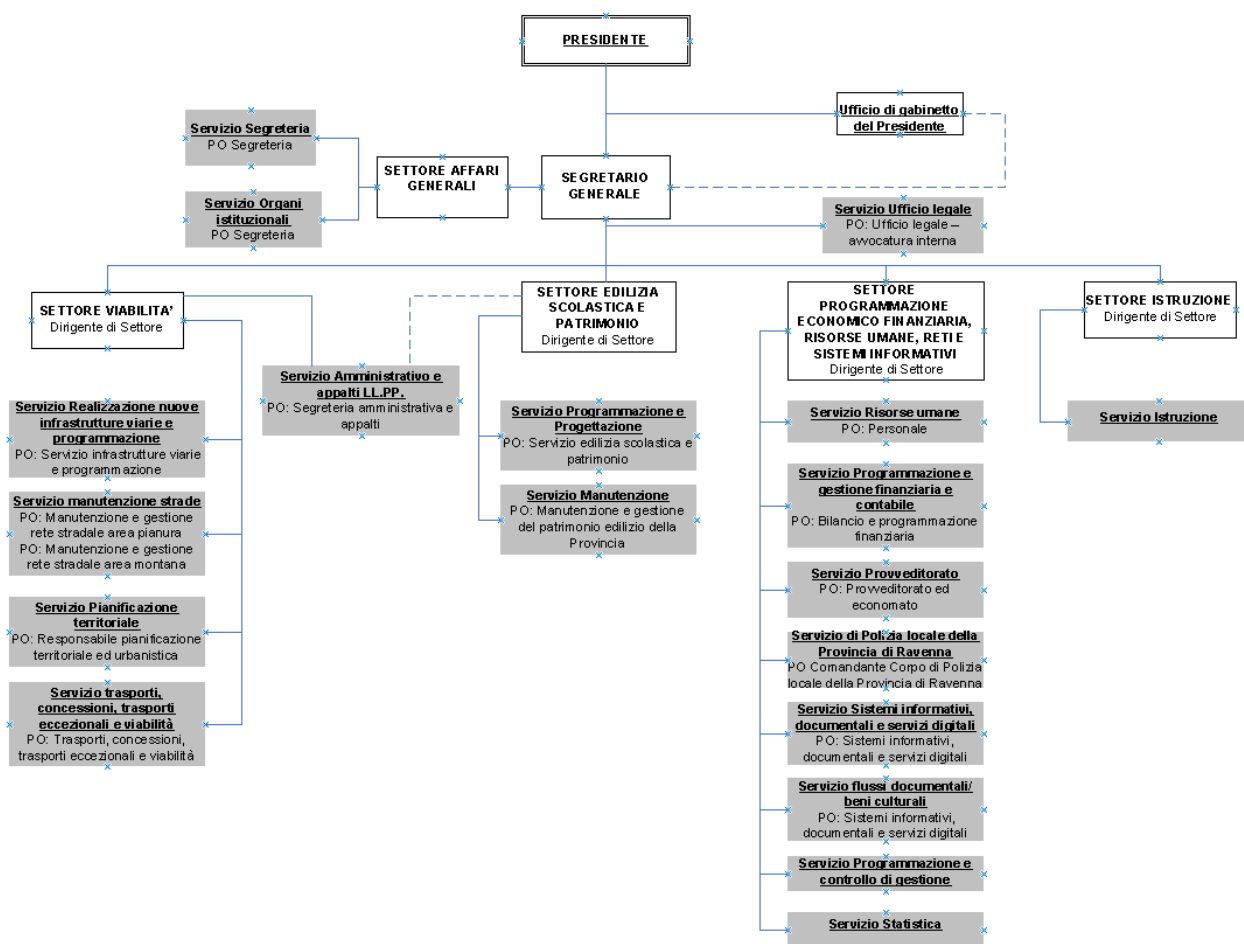 PRESIDENTE
Ufficio di gabinetto
del Presidente
Servizio Segreteria
PO Segreteria
SETTORE AFFARI
GENERALI
SEGRETARIO
GENERALE
Servizio Organi
istituzionali
PO Segreteria
Servizio Ufficio legale
PO: Ufficio legale –
avvocatura interna
SETTORE VIABILITA’
Dirigente di Settore
SETTORE EDILIZIA
SCOLASTICA E
PATRIMONIO
Dirigente di Settore
SETTORE
PROGRAMMAZIONE
ECONOMICO FINANZIARIA,
RISORSE UMANE, RETI E
SISTEMI INFORMATIVI
Dirigente di Settore
SETTORE ISTRUZIONE
Dirigente di Settore
Servizio Amministrativo e
appalti LL.PP.
PO: Segreteria amministrativa e
appalti
Servizio Realizzazione nuove
infrastrutture viarie e
programmazione
PO: Servizio infrastrutture viarie
e programmazione
Servizio manutenzione strade
PO: Manutenzione e gestione
rete stradale area pianura
PO: Manutenzione e gestione
rete stradale area montana
Servizio Pianificazione
territoriale
PO: Responsabile pianificazione
territoriale ed urbanistica
Servizio trasporti,
concessioni, trasporti
eccezionali e viabilità
PO: Trasporti, concessioni,
trasporti eccezionali e viabilità
Servizio Programmazione e
Progettazione
PO: Servizio edilizia scolastica e
patrimonio
Servizio Manutenzione
PO: Manutenzione e gestione
del patrimonio edilizio della
Provincia
Servizio Risorse umane
PO: Personale
Servizio Programmazione e
gestione finanziaria e
contabile
PO: Bilancio e programmazione
finanziaria
Servizio Provveditorato
PO: Provveditorato ed
economato
Servizio di Polizia locale della
Provincia di Ravenna
PO Comandante Corpo di Polizia
locale della Provincia di Ravenna
Servizio Sistemi informativi,
documentali e servizi digitali
PO: Sistemi informativi,
documentali e servizi digitali
Servizio flussi documentali/
beni culturali
PO: Sistemi informativi,
documentali e servizi digitali
Servizio Programmazione e
controllo di gestione
Servizio Statistica
Servizio Istruzione